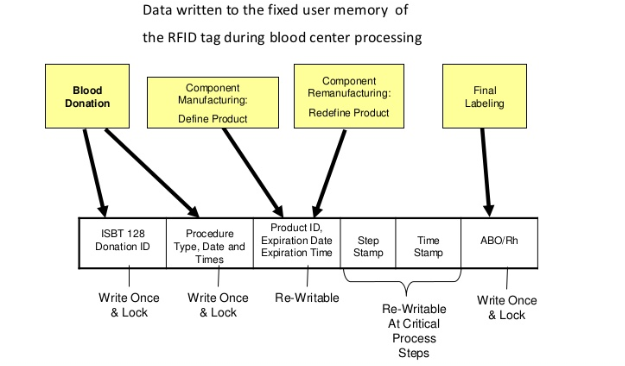 Data written to the fixed user memory of
the RFID tag during blood center processing
Blood
Donation
Component
Manufacturing:
Define Product
Component
Remanufacturing:
Redefine Product
Final
Labeling
ISBT 128
Donation ID
Procedure
Type, Date and
Times
Product ID,
Expiration Date
Expiration Time
Step
Stamp
Time
Stamp
ABO/Rh
Write Once
& Lock
Write Once
& Lock
Re-Writable
Re-Writable
At Critical
Process
Steps
Write Once
& Lock